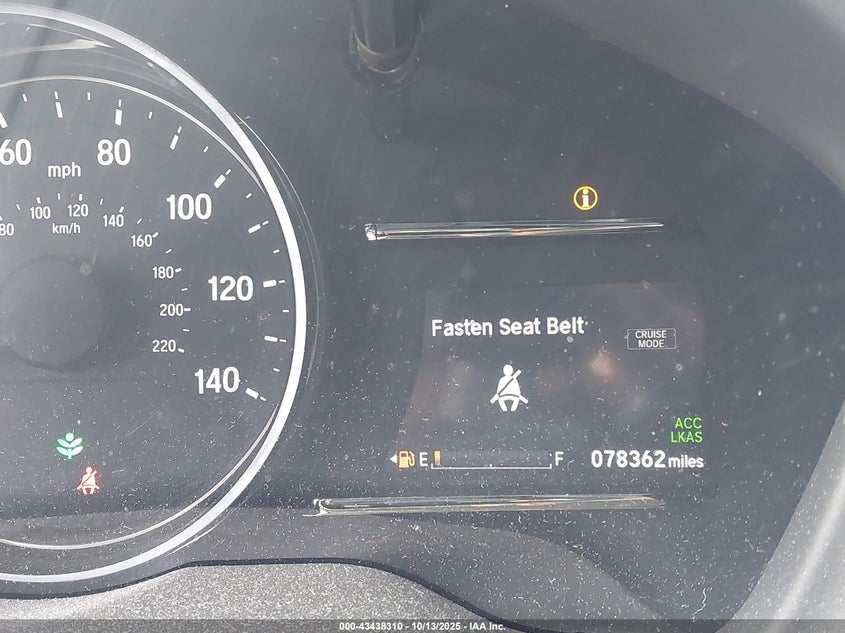 60
80
mph
100
80
100
120
140
km/h
160
180
120
200
220
140
Fasten Seat Belt
CRUISE
MODE
ACC
LKAS
E
F
078362 miles
000-43438310 - 10/13/2025 - IAA Inc.